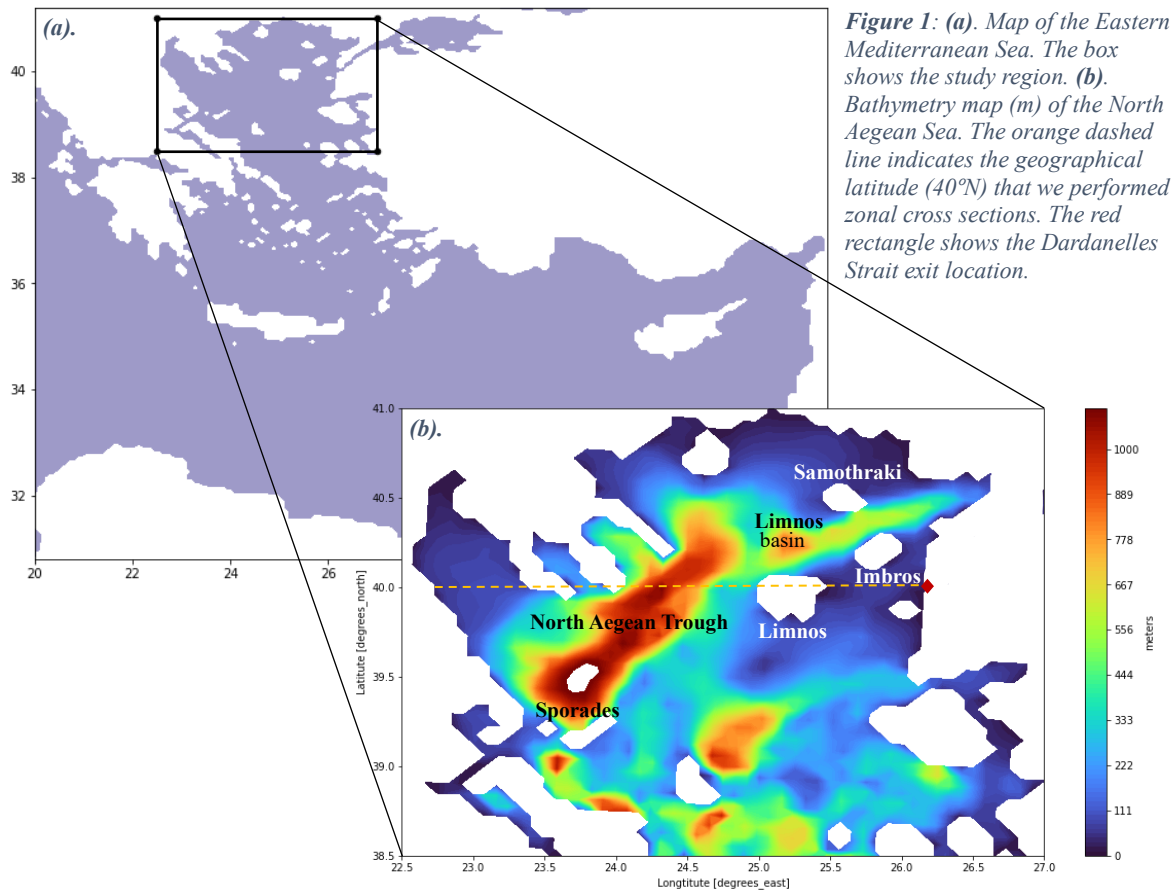 (a).
Figure 1: (a). Map of the Eastern
Mediterranean Sea. The box
shows the study region. (b).
Bathymetry map (m) of the North
Aegean Sea. The orange dashed
line indicates the geographical
latitude (40ºN) that we performed
zonal cross sections. The red
rectangle shows the Dardanelles
Strait exit location.
40
38
36
34
32
20
22
24
26
(b).
41.0
40.5
40.0
39.5
39.0
38.5
Latitute [degrees_north]
Samothraki
Limnos
basin
Imbros
North Aegean Trough
Limnos
Sporades
22.5
23.0
23.5
24.0
24.5
25.0
25.5
26.0
26.5
27.0
Longtitute [degrees_east]
1000
889
778
667
556
444
333
222
111
0
meters